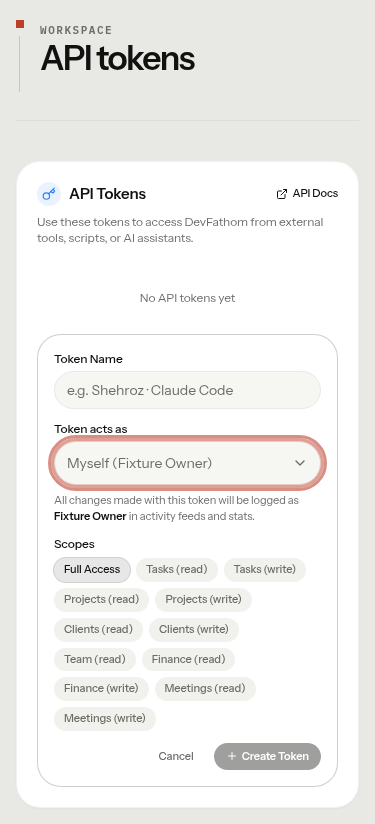 WORKSPACE
API tokens
API Tokens
API Docs
Use these tokens to access DevFathom from external
tools, scripts, or AI assistants.
No API tokens yet
Token Name
e.g. Shehroz · Claude Code
Token acts as
Myself (Fixture Owner)
All changes made with this token will be logged as
Fixture Owner in activity feeds and stats.
Scopes
Full Access Tasks (read) Tasks (write)
Projects (read) Projects (write)
Clients (read) Clients (write)
Team (read) Finance (read)
Finance (write) Meetings (read)
Meetings (write)
Cancel + Create Token